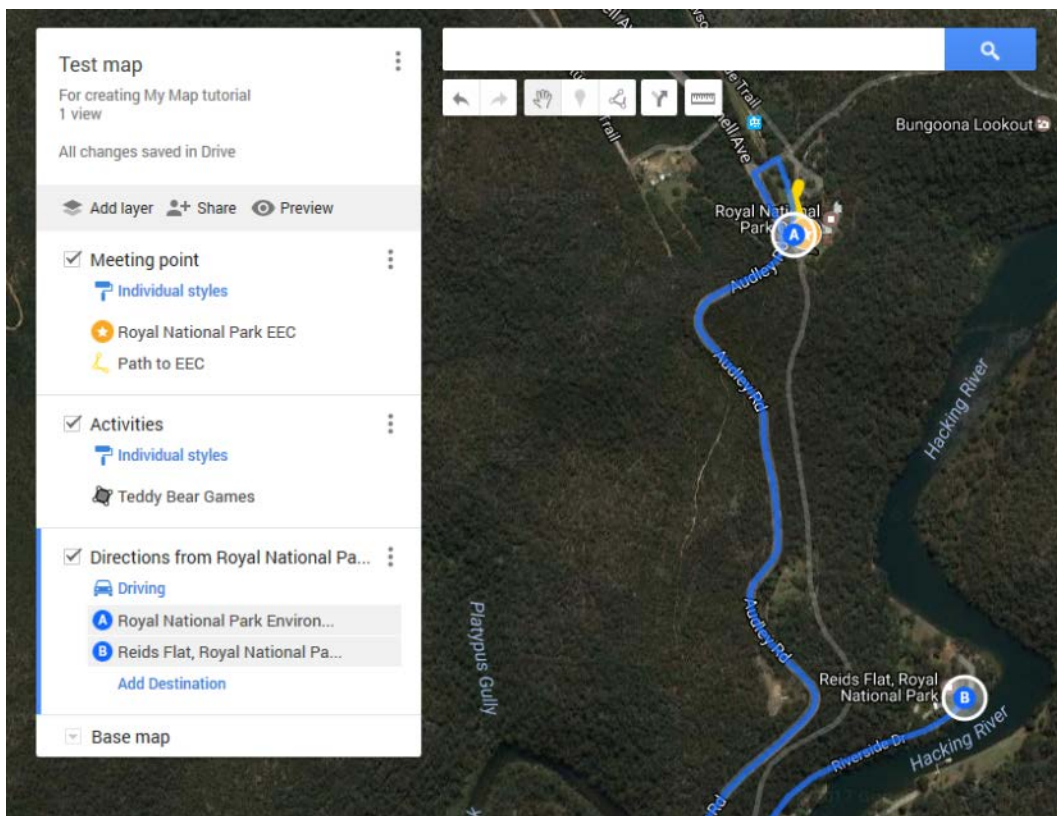 Test map
For creating My Map tutorial
1 view
All changes saved in Drive
Add layer
Share
Preview
Meeting point
Individual styles
Royal National Park EEC
Path to EEC
Activities
Individual styles
Teddy Bear Games
Directions from Royal National Pa...
Driving
A Royal National Park Environ...
B Reids Flat, Royal National Pa...
Add Destination
Base map
Trail
Trail
Ave
Bungoona Lookout
Royal National
Park
A
Audley Rd
Audley Rd
Hacking River
Audley Rd
Platypus Gully
Reids Flat, Royal
National Park
B
Riverside Dr
Hacking River
Rd